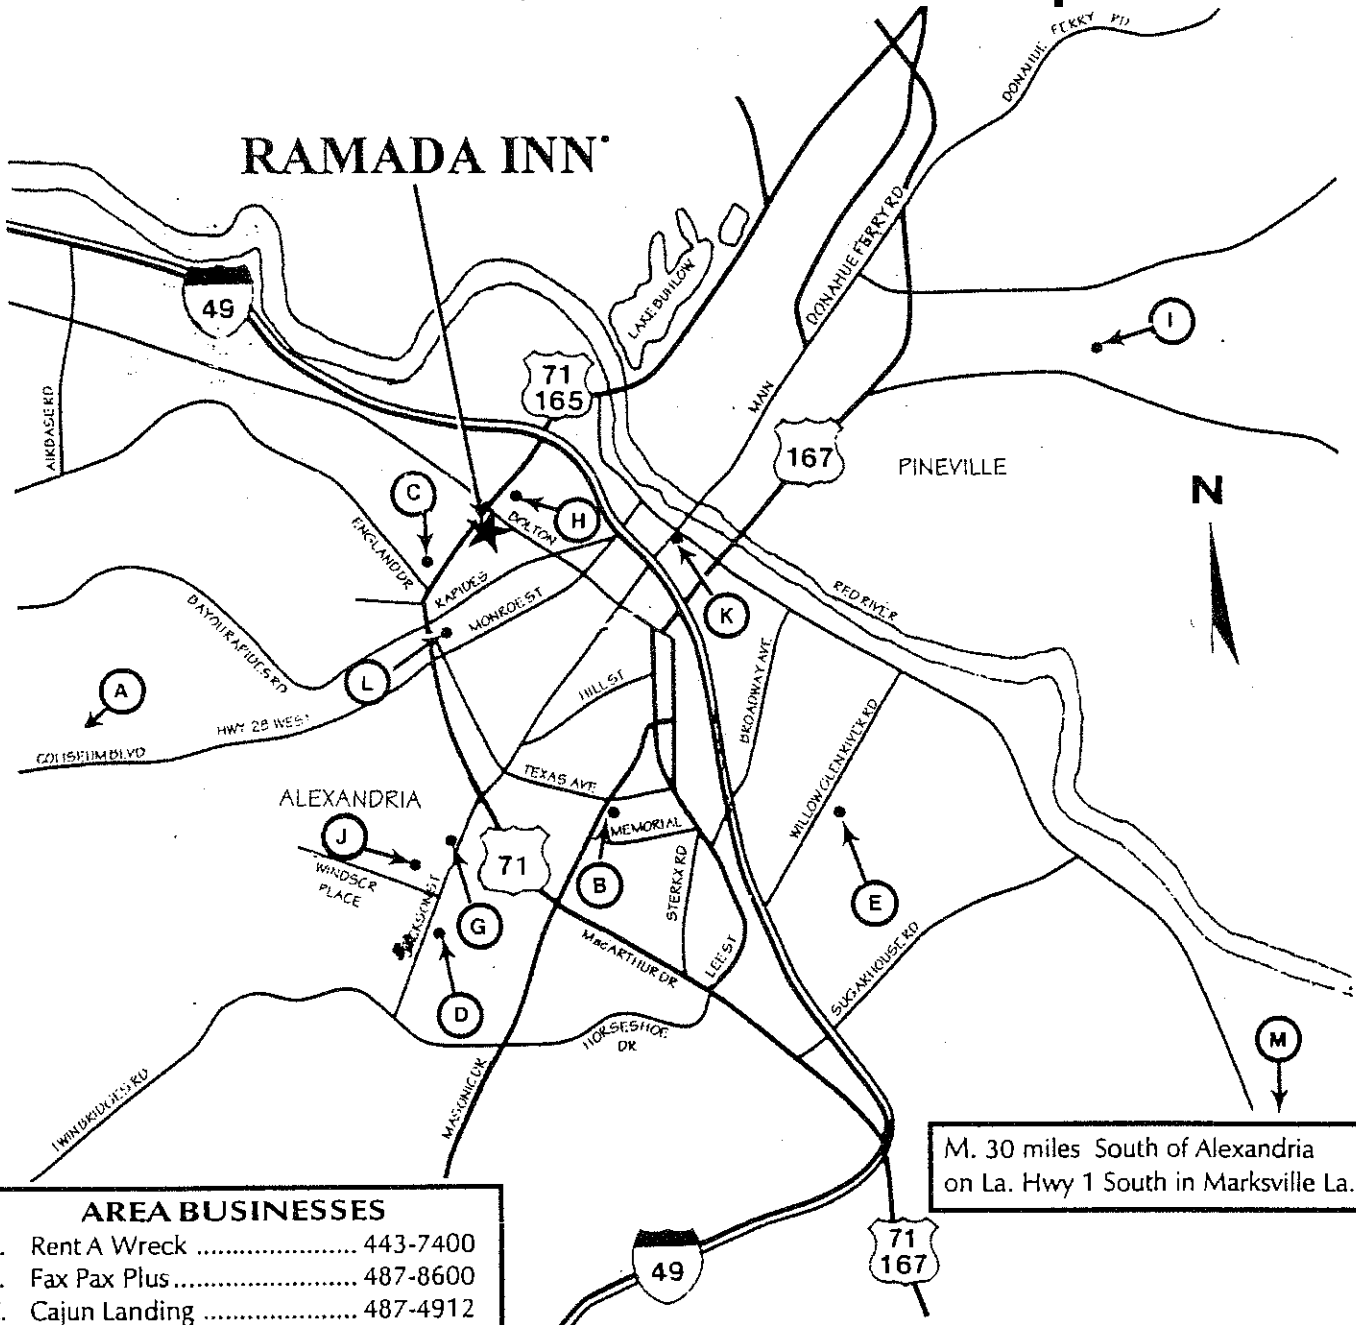 DONAHUE FERRY RD
RAMADA INN
DONAHUE FERRY RD
LAKE BUHLOW
49
I
71
165
MAIN
167
PINEVILLE
N
C
H
BOLTON
ENGLAND DR
RAPIDES
MONROE ST
K
RED RIVER
BAYOU RAPIDES RD
L
A
HILL ST
BROADWAY AVE
HWY 28 WEST
COLISEUM BLVD
WILLOW GLEN RIVER RD
TEXAS AVE
ALEXANDRIA
MEMORIAL
J
71
WINDSOR
PLACE
B
STERKX RD
E
JACKSON ST
G
MacARTHUR DR
LEE ST
SUGARHOUSE RD
D
HORSESHOE
DR
M
TWIN BRIDGES RD
MASONIC DR
M. 30 miles South of Alexandria
on La. Hwy 1 South in Marksville La.
AREA BUSINESSES
Rent A Wreck ...................... 443-7400
Fax Pax Plus ......................... 487-8600
Cajun Landing ..................... 487-4912
49
71
167